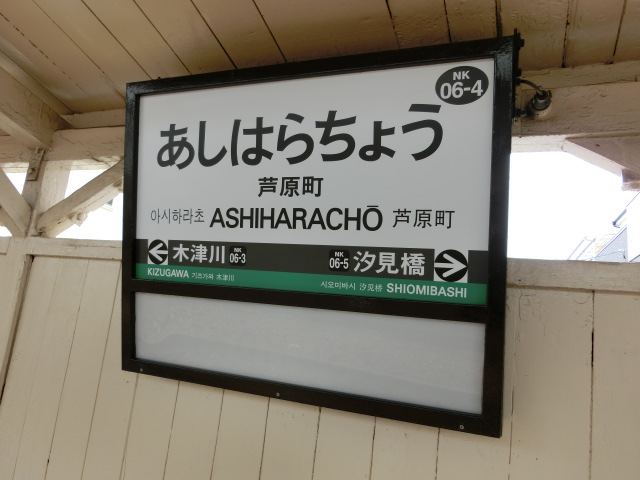 NK
06-4
あしはらちょう
芦原町
아시하라초 ASHIHARACHŌ 芦原町
木津川 NK 06-3 NK 06-5 汐見橋
KIZUGAWA 기즈가와 木津川 시오미바시 汐見橋 SHIOMIBASHI